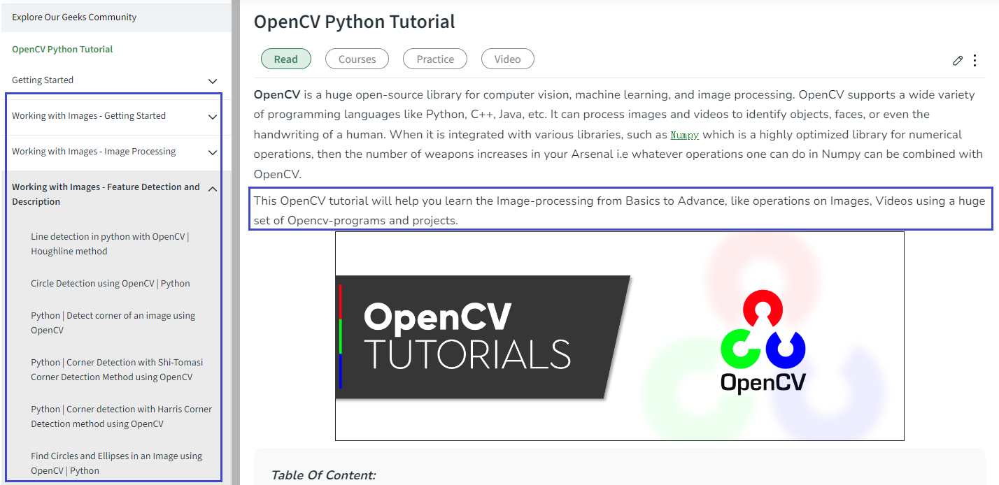 Explore Our Geeks Community
OpenCV Python Tutorial
Getting Started
Working with Images - Getting Started
Working with Images - Image Processing
Working with Images - Feature Detection and
Description
Line detection in python with OpenCV |
Houghline method
Circle Detection using OpenCV | Python
Python | Detect corner of an image using
OpenCV
Python | Corner Detection with Shi-Tomasi
Corner Detection Method using OpenCV
Python | Corner detection with Harris Corner
Detection method using OpenCV
Find Circles and Ellipses in an Image using
OpenCV | Python
OpenCV Python Tutorial
Read Courses Practice Video
OpenCV is a huge open-source library for computer vision, machine learning, and image processing. OpenCV supports a wide variety
of programming languages like Python, C++, Java, etc. It can process images and videos to identify objects, faces, or even the
handwriting of a human. When it is integrated with various libraries, such as Numpy which is a highly optimized library for numerical
operations, then the number of weapons increases in your Arsenal i.e whatever operations one can do in Numpy can be combined with
OpenCV.
This OpenCV tutorial will help you learn the Image-processing from Basics to Advance, like operations on Images, Videos using a huge
set of Opencv-programs and projects.
OpenCV
TUTORIALS
OpenCV
Table Of Content: